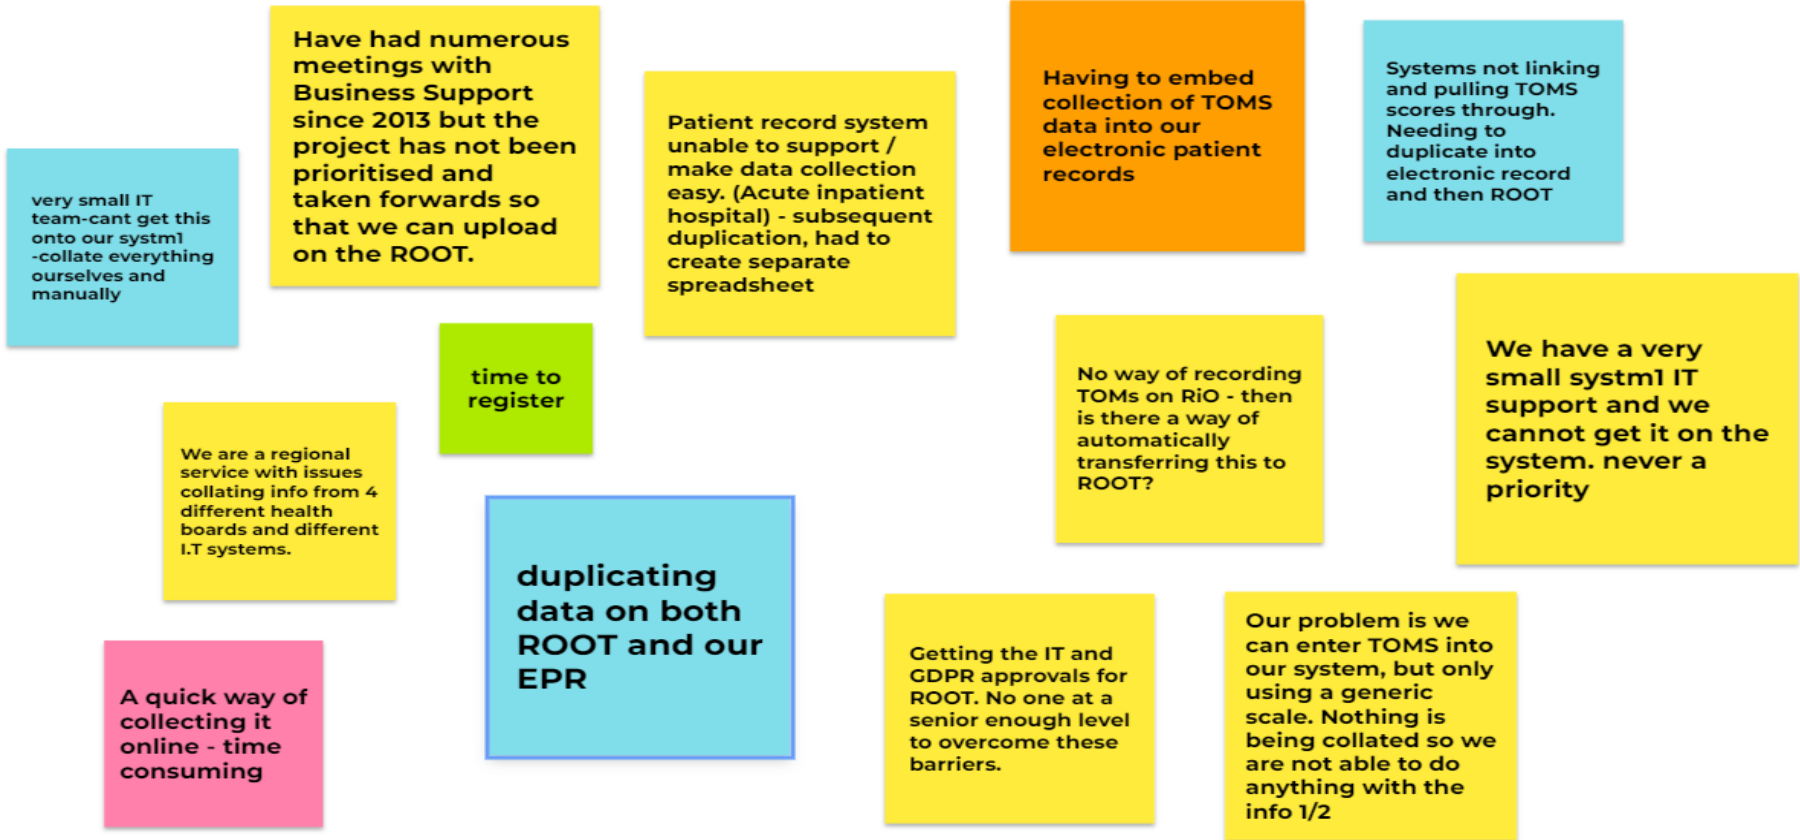 Have had numerous
meetings with
Business Support
since 2013 but the
project has not been
prioritised and
taken forwards so
that we can upload
on the ROOT.
Having to embed
collection of TOMS
data into our
electronic patient
records
Systems not linking
and pulling TOMS
scores through.
Needing to
duplicate into
electronic record
and then ROOT
Patient record system
unable to support /
make data collection
easy. (Acute inpatient
hospital) - subsequent
duplication, had to
create separate
spreadsheet
very small IT
team-cant get this
onto our systm1
-collate everything
ourselves and
manually
time to
register
No way of recording
TOMs on RiO - then
is there a way of
automatically
transferring this to
ROOT?
We have a very
small systm1 IT
support and we
cannot get it on the
system. never a
priority
We are a regional
service with issues
collating info from 4
different health
boards and different
I.T systems.
duplicating
data on both
ROOT and our
EPR
Getting the IT and
GDPR approvals for
ROOT. No one at a
senior enough level
to overcome these
barriers.
Our problem is we
can enter TOMS into
our system, but only
using a generic
scale. Nothing is
being collated so we
are not able to do
anything with the
info 1/2
A quick way of
collecting it
online - time
consuming